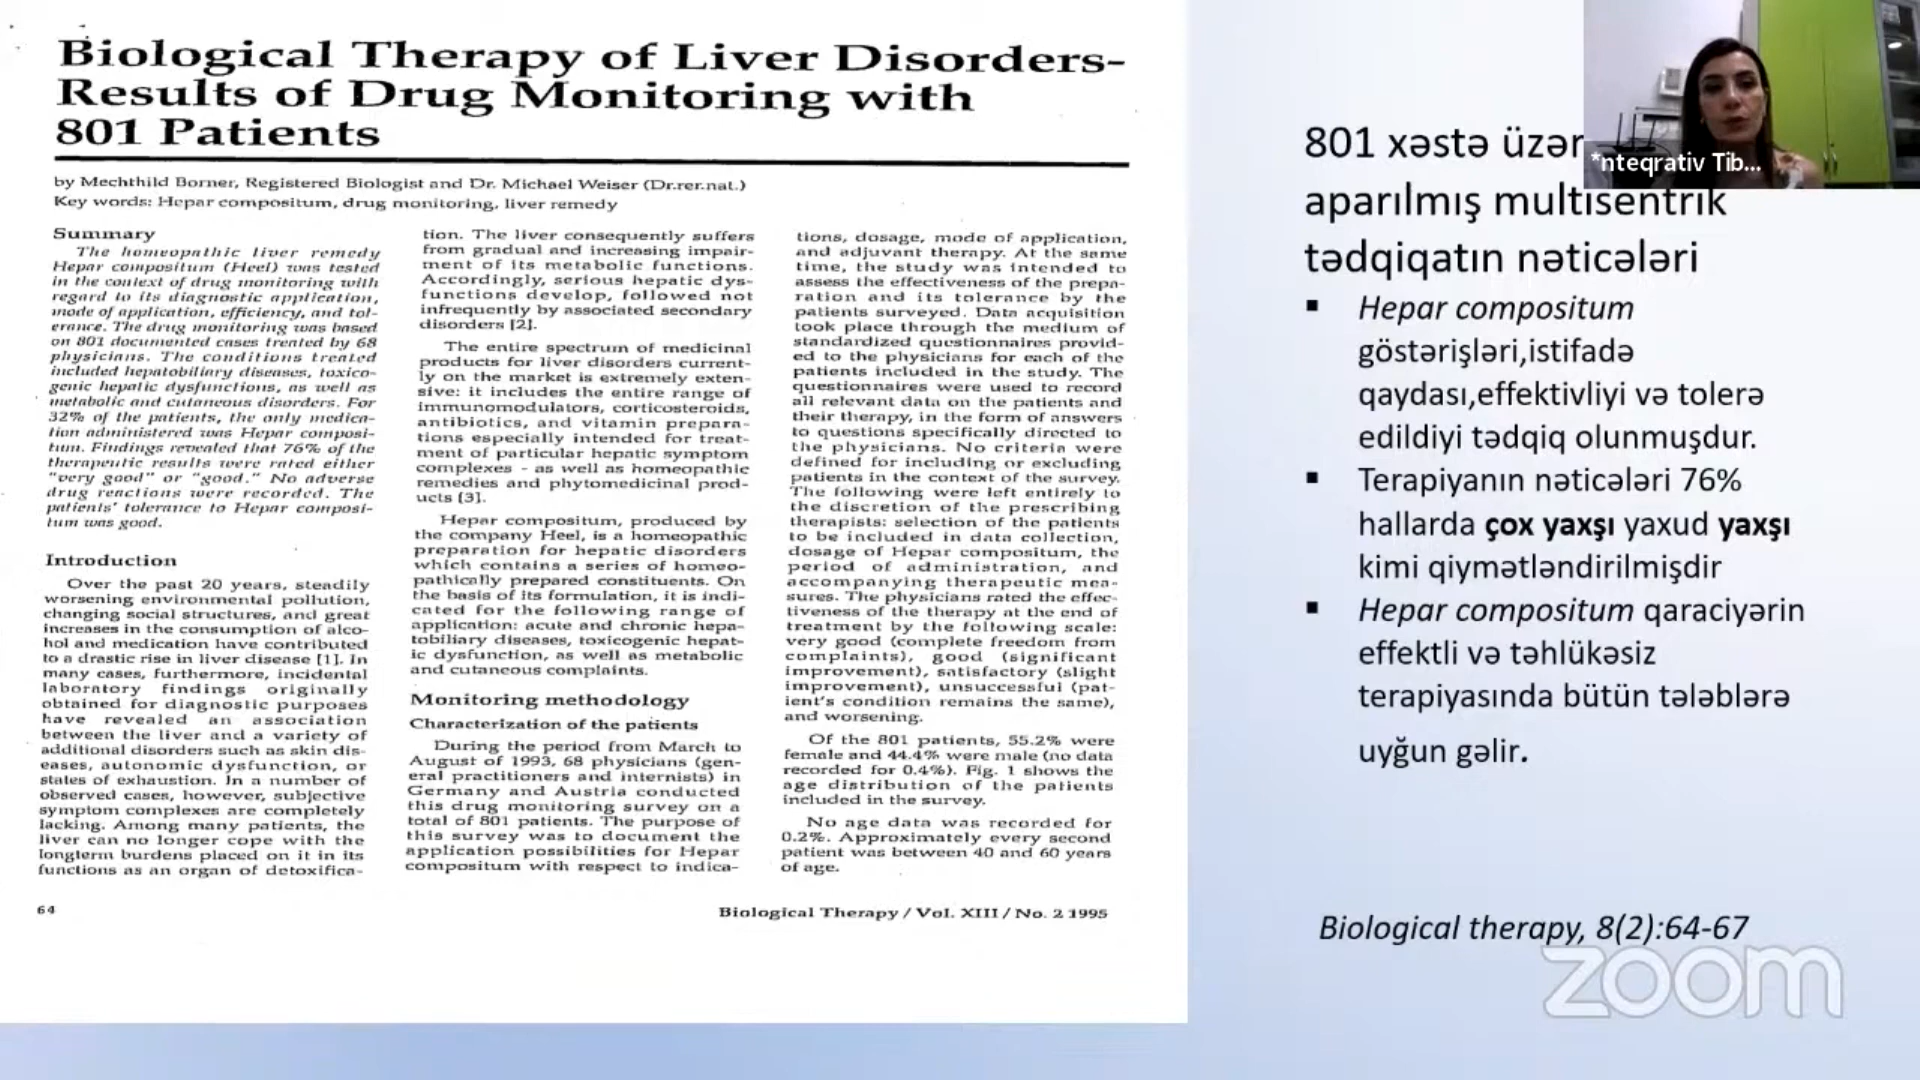 Biological Therapy of Liver Disorders-
Results of Drug Monitoring with
801 Patients
by Mechthild Borner, Registered Biologist and Dr. Michael Weiser (Dr.rer.nat.)
Key words: Hepar compositum, drug monitoring, liver remedy
Summary
The homeopathic liver remedy
Hepar compositum (Heel) was tested
in the context of drug monitoring with
regard to its diagnostic application,
mode of application, efficiency, and tol-
erance. The drug monitoring was based
on 801 documented cases treated by 68
physicians. The conditions treated
included hepatobiliary diseases, toxico-
genic hepatic dysfunctions, as well as
metabolic and cutaneous disorders. For
32% of the patients, the only medica-
tion administered was Hepar composi-
tum. Findings revealed that 76% of the
therapeutic results were rated either
"very good" or "good." No adverse
drug reactions were recorded. The
patients' tolerance to Hepar composi-
tum was good.
Introduction
Over the past 20 years, steadily
worsening environmental pollution,
changing social structures, and great
increases in the consumption of alco-
hol and medication have contributed
to a drastic rise in liver disease [1]. In
many cases, furthermore, incidental
laboratory findings originally
obtained for diagnostic purposes
have revealed an association
between the liver and a variety of
additional disorders such as skin dis-
eases, autonomic dysfunction, or
states of exhaustion. In a number of
observed cases, however, subjective
symptom complexes are completely
lacking. Among many patients, the
liver can no longer cope with the
longterm burdens placed on it in its
functions as an organ of detoxifica-
tion. The liver consequently suffers
from gradual and increasing impair-
ment of its metabolic functions.
Accordingly, serious hepatic dys-
functions develop, followed not
infrequently by associated secondary
disorders [2].
The entire spectrum of medicinal
products for liver disorders current-
ly on the market is extremely exten-
sive: it includes the entire range of
immunomodulators, corticosteroids,
antibiotics, and vitamin prepara-
tions especially intended for treat-
ment of particular hepatic symptom
complexes - as well as homeopathic
remedies and phytomedicinal prod-
ucts [3].
Hepar compositum, produced by
the company Heel, is a homeopathic
preparation for hepatic disorders
which contains a series of homeo-
pathically prepared constituents. On
the basis of its formulation, it is indi-
cated for the following range of
application: acute and chronic hepa-
tobiliary diseases, toxicogenic hepat-
ic dysfunction, as well as metabolic
and cutaneous complaints.
Monitoring methodology
Characterization of the patients
During the period from March to
August of 1993, 68 physicians (gen-
eral practitioners and internists) in
Germany and Austria conducted
this drug monitoring survey on a
total of 801 patients. The purpose of
this survey was to document the
application possibilities for Hepar
compositum with respect to indica-
tions, dosage, mode of application,
and adjuvant therapy. At the same
time, the study was intended to
assess the effectiveness of the prepa-
ration and its tolerance by the
patients surveyed. Data acquisition
took place through the medium of
standardized questionnaires provid-
ed to the physicians for each of the
patients included in the study. The
questionnaires were used to record
all relevant data on the patients and
their therapy, in the form of answers
to questions specifically directed to
the physicians. No criteria were
defined for including or excluding
patients in the context of the survey.
The following were left entirely to
the discretion of the prescribing
therapists: selection of the patients
to be included in data collection,
dosage of Hepar compositum, the
period of administration, and
accompanying therapeutic mea-
sures. The physicians rated the effec-
tiveness of the therapy at the end of
treatment by the following scale:
very good (complete freedom from
complaints), good (significant
improvement), satisfactory (slight
improvement), unsuccessful (pat-
ient's condition remains the same),
and worsening.
Of the 801 patients, 55.2% were
female and 44.4% were male (no data
recorded for 0.4%). Fig. 1 shows the
age distribution of the patients
included in the survey.
No age data was recorded for
0.2%. Approximately every second
patient was between 40 and 60 years
of age.
64
Biological Therapy / Vol. XIII / No. 2 1995
*nteqrativ Tib...
801 xəstə üzər
aparılmış multisentrik
tədqiqatın nəticələri
▪ Hepar compositum
göstərişləri,istifadə
qaydası,effektivliyi və tolerə
edildiyi tədqiq olunmuşdur.
▪ Terapiyanın nəticələri 76%
hallarda çox yaxşı yaxud yaxşı
kimi qiymətləndirilmişdir
▪ Hepar compositum qaraciyərin
effektli və təhlükəsiz
terapiyasında bütün tələblərə
uyğun gəlir.
Biological therapy, 8(2):64-67
zoom